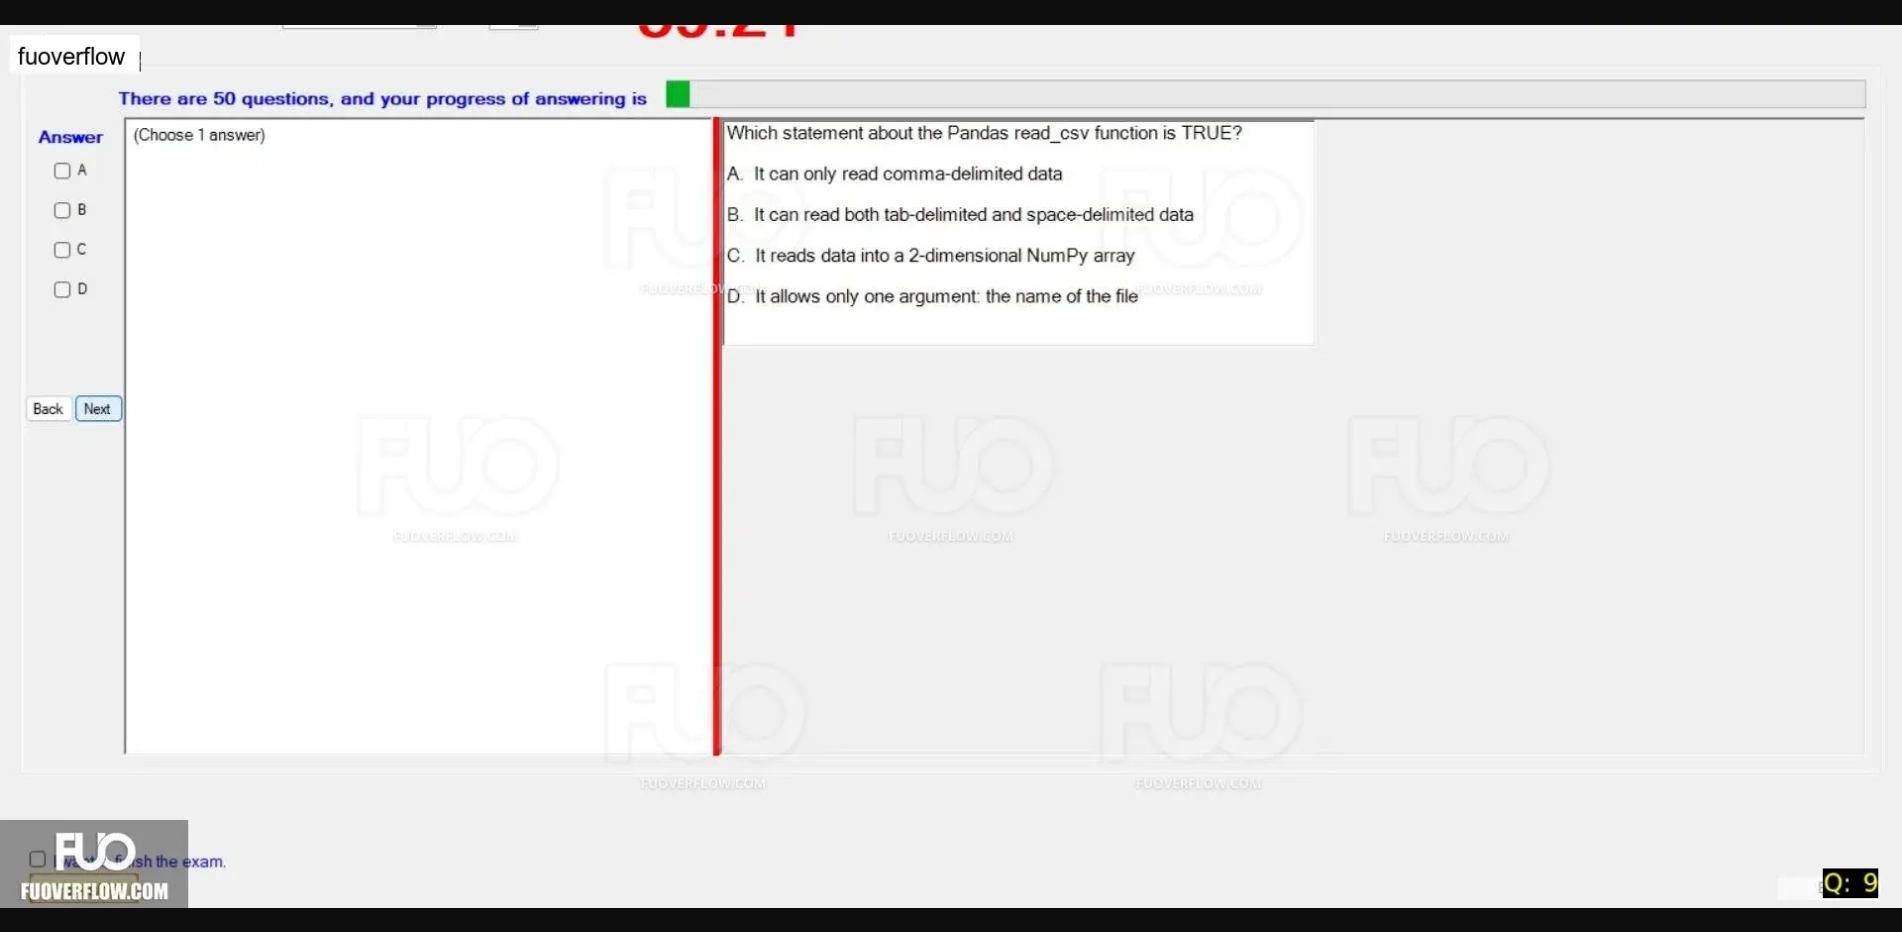 fuoverflow
There are 50 questions, and your progress of answering is
Answer
A
B
C
D
Back
Next
(Choose 1 answer)
Which statement about the Pandas read_csv function is TRUE?
A. It can only read comma-delimited data
B. It can read both tab-delimited and space-delimited data
C. It reads data into a 2-dimensional NumPy array
D. It allows only one argument: the name of the file
FUO
FUOVERFLOW.COM
FUO
FUOVERFLOW.COM
FUO
FUOVERFLOW.COM
FUO
FUOVERFLOW.COM
FUO
FUOVERFLOW.COM
FUO
FUOVERFLOW.COM
FUO
FUOVERFLOW.COM
the exam.
FUO
FUOVERFLOW.COM
Q: 9